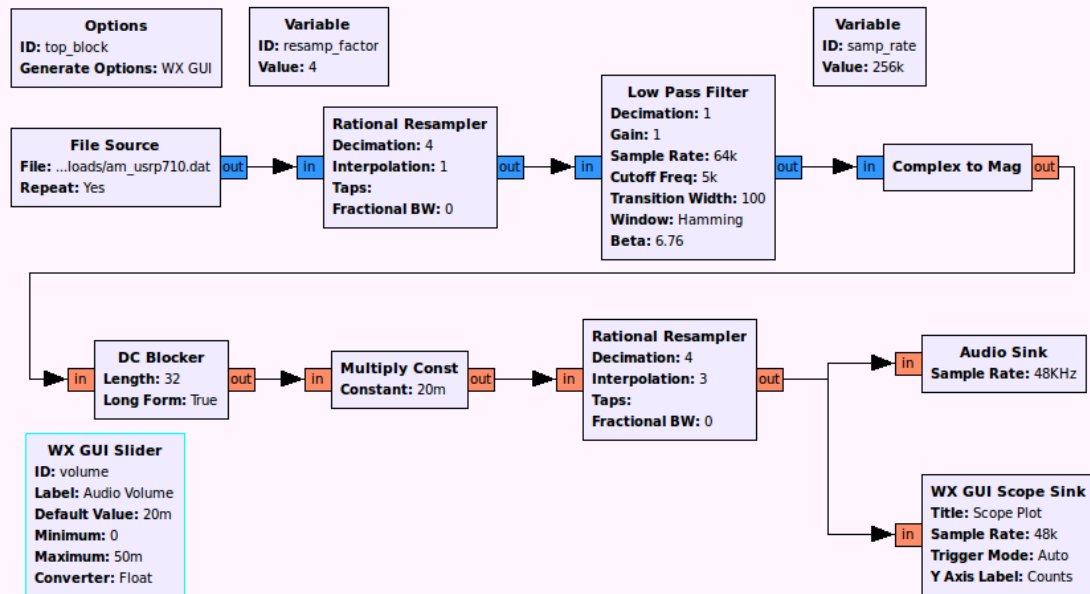 Options
ID: top_block
Generate Options: WX GUI
Variable
ID: resamp_factor
Value: 4
Variable
ID: samp_rate
Value: 256k
File Source
File: ...loads/am_usrp710.dat
Repeat: Yes
out
in
Rational Resampler
Decimation: 4
Interpolation: 1
Taps:
Fractional BW: 0
out
in
Low Pass Filter
Decimation: 1
Gain: 1
Sample Rate: 64k
Cutoff Freq: 5k
Transition Width: 100
Window: Hamming
Beta: 6.76
out
in
Complex to Mag
out
in
DC Blocker
Length: 32
Long Form: True
out
in
Multiply Const
Constant: 20m
out
in
Rational Resampler
Decimation: 4
Interpolation: 3
Taps:
Fractional BW: 0
out
in
Audio Sink
Sample Rate: 48KHz
WX GUI Slider
ID: volume
Label: Audio Volume
Default Value: 20m
Minimum: 0
Maximum: 50m
Converter: Float
in
WX GUI Scope Sink
Title: Scope Plot
Sample Rate: 48k
Trigger Mode: Auto
Y Axis Label: Counts